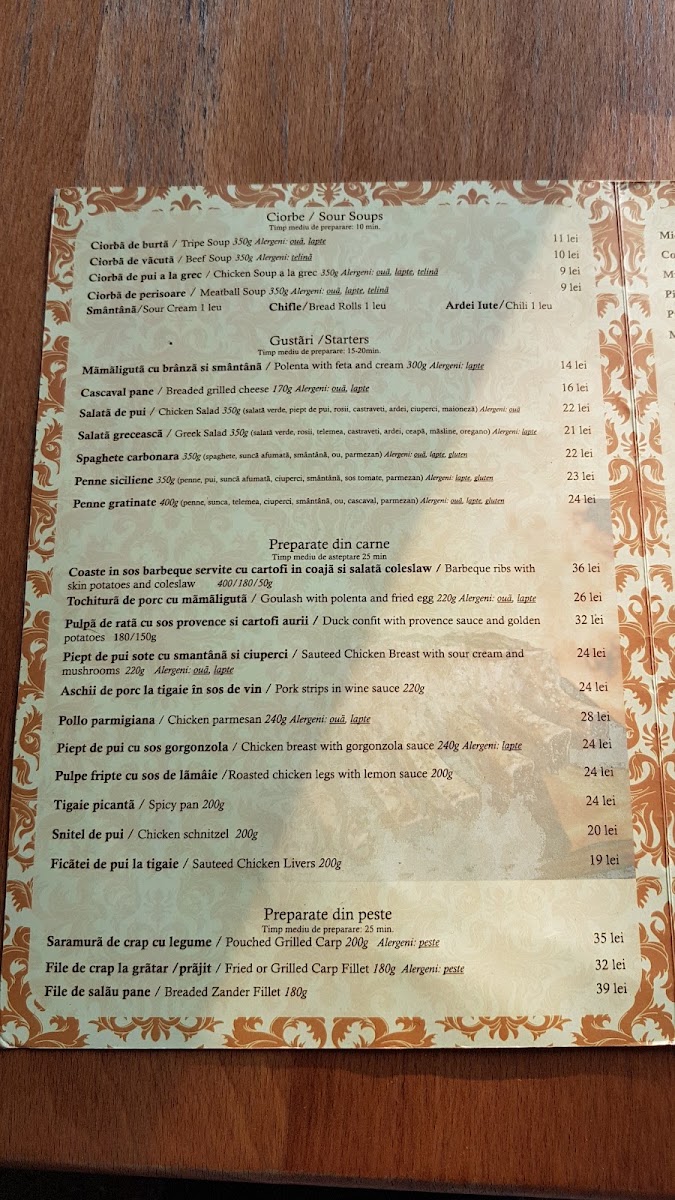 Ciorbe / Sour Soups
Timp mediu de preparare: 10 min.
Ciorbă de burtă / Tripe Soup 350g Alergeni: ouă, lapte 11 lei
Ciorbă de văcută / Beef Soup 350g Alergeni: telină 10 lei
Ciorbă de pui a la grec / Chicken Soup a la grec 350g Alergeni: ouă, lapte, telină 9 lei
Ciorbă de perisoare / Meatball Soup 350g Alergeni: ouă, lapte, telină 9 lei
Smântână/Sour Cream 1 leu Chifle/Bread Rolls 1 leu Ardei Iute/Chili 1 leu
Gustări /Starters
Timp mediu de preparare: 15-20min.
Mămăligută cu brânză si smântână / Polenta with feta and cream 300g Alergeni: lapte 14 lei
Cascaval pane / Breaded grilled cheese 170g Alergeni: ouă, lapte 16 lei
Salată de pui / Chicken Salad 350g (salată verde, piept de pui, rosii, castraveti, ardei, ciuperci, maioneză) Alergeni: ouă 22 lei
Salată grecească / Greek Salad 350g (salată verde, rosii, telemea, castraveti, ardei, ceapă, măsline, oregano) Alergeni: lapte 21 lei
Spaghete carbonara 350g (spaghete, suncă afumată, smântână, ou, parmezan) Alergeni: ouă, lapte, gluten 22 lei
Penne siciliene 350g (penne, pui, suncă afumată, ciuperci, smântână, sos tomate, parmezan) Alergeni: lapte, gluten 23 lei
Penne gratinate 400g (penne, sunca, telemea, ciuperci, smântână, ou, cascaval, parmezan) Alergeni: ouă, lapte, gluten 24 lei
Preparate din carne
Timp mediu de asteptare 25 min
Coaste in sos barbeque servite cu cartofi in coajă si salată coleslaw / Barbeque ribs with 36 lei
skin potatoes and coleslaw 400/180/50g
Tochitură de porc cu mămăligută / Goulash with polenta and fried egg 220g Alergeni: ouă, lapte 26 lei
Pulpă de rată cu sos provence si cartofi aurii / Duck confit with provence sauce and golden 32 lei
potatoes 180/150g
Piept de pui sote cu smantână si ciuperci / Sauteed Chicken Breast with sour cream and 24 lei
mushrooms 220g Alergeni: ouă, lapte
Aschii de porc la tigaie în sos de vin / Pork strips in wine sauce 220g 24 lei
Pollo parmigiana / Chicken parmesan 240g Alergeni: ouă, lapte 28 lei
Piept de pui cu sos gorgonzola / Chicken breast with gorgonzola sauce 240g Alergeni: lapte 24 lei
Pulpe fripte cu sos de lămâie /Roasted chicken legs with lemon sauce 200g 24 lei
Tigaie picantă / Spicy pan 200g 24 lei
Snitel de pui / Chicken schnitzel 200g 20 lei
Ficătei de pui la tigaie / Sauteed Chicken Livers 200g 19 lei
Preparate din peste
Timp mediu de preparare: 25 min.
Saramură de crap cu legume / Pouched Grilled Carp 200g Alergeni: peste 35 lei
File de crap la grătar /prăjit / Fried or Grilled Carp Fillet 180g Alergeni: peste 32 lei
File de salău pane / Breaded Zander Fillet 180g 39 lei